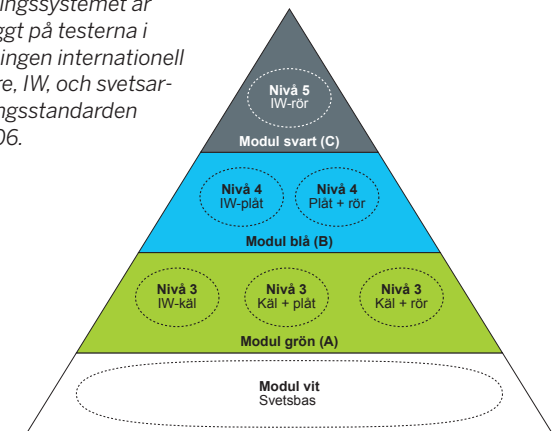 ningssystemet är
ggt på testerna i
ingen internationell
re, IW, och svetsar-
ngsstandarden
06.
Nivå 5
IW-rör
Modul svart (C)
Nivå 4
IW-plåt
Nivå 4
Plåt + rör
Modul blå (B)
Nivå 3
IW-käl
Nivå 3
Käl + plåt
Nivå 3
Käl + rör
Modul grön (A)
Modul vit
Svetsbas